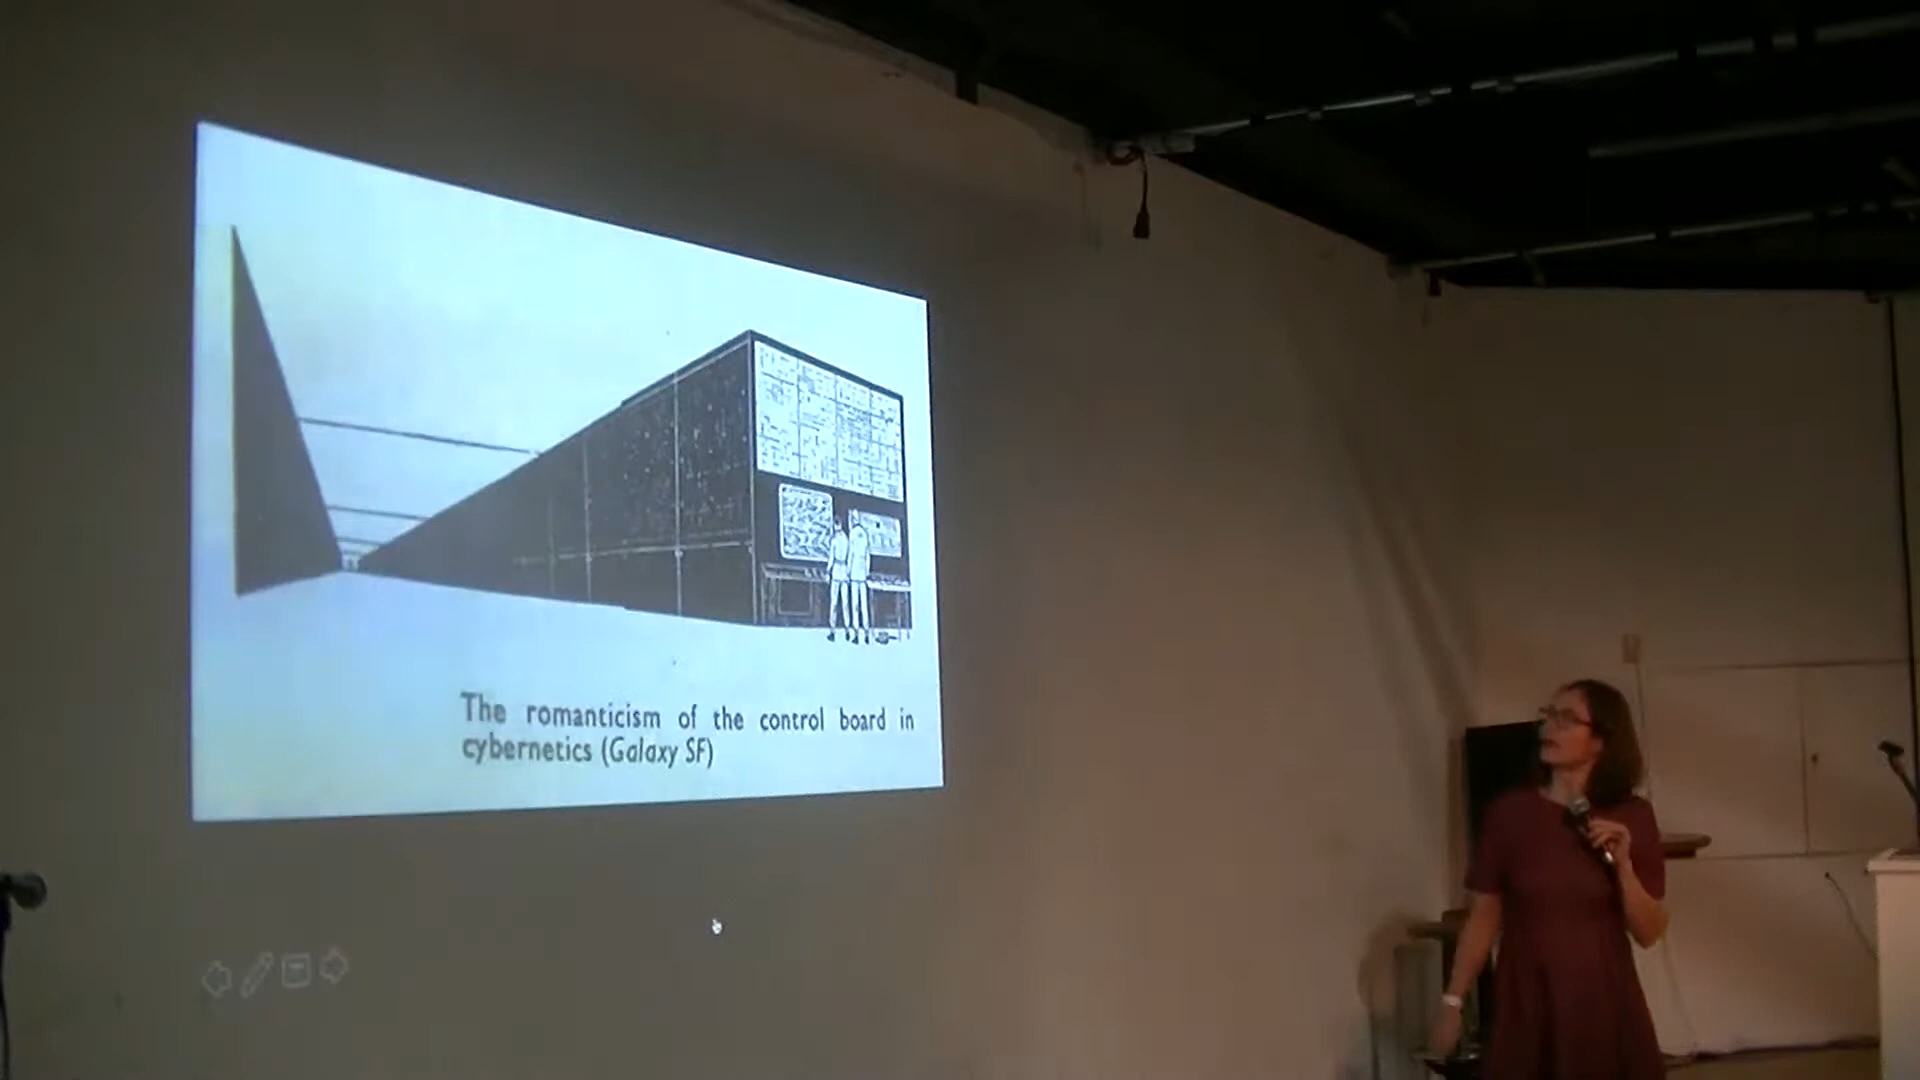 The romanticism of the control board in
cybernetics (Galaxy SF)